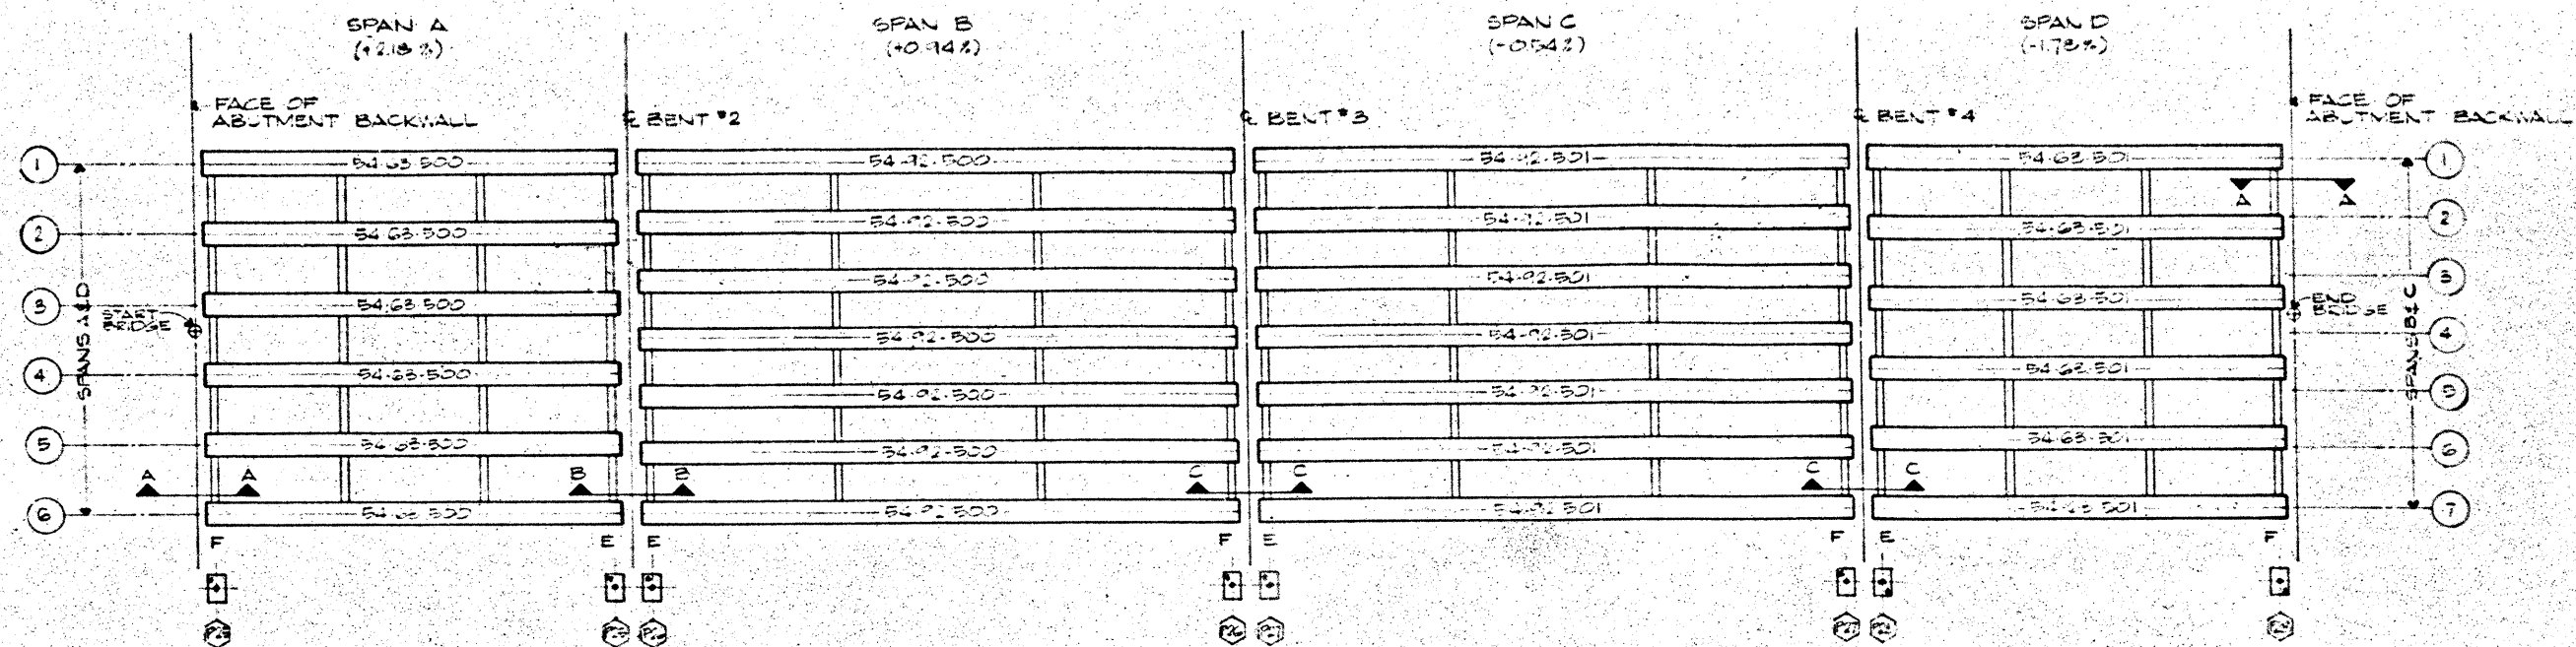 SPAN A
(+2.18 %)
SPAN B
(+0.94%)
SPAN C
(-0.54%)
SPAN D
(-1.78%)
FACE OF
ABUTMENT BACKWALL
℄ BENT #2
℄ BENT #3
℄ BENT #4
FACE OF
ABUTMENT BACKWALL
1
54-63-500
54-92-500
54-92-501
54-63-501
1
A A
2
54-63-500
54-92-500
54-92-501
54-63-501
2
3
54-63-500
54-92-500
54-92-501
54-63-501
3
SPANS A&D
START
BRIDGE
END
BRIDGE
SPANS B&C
54-92-500
54-92-501
4
4
54-63-500
54-63-501
54-92-500
54-92-501
5
5
54-63-500
54-92-500
54-92-501
54-63-501
6
A A
B B
C C
C C
6
54-63-500
54-92-500
54-92-501
54-63-501
7
F
E
E
F
E
F
E
F